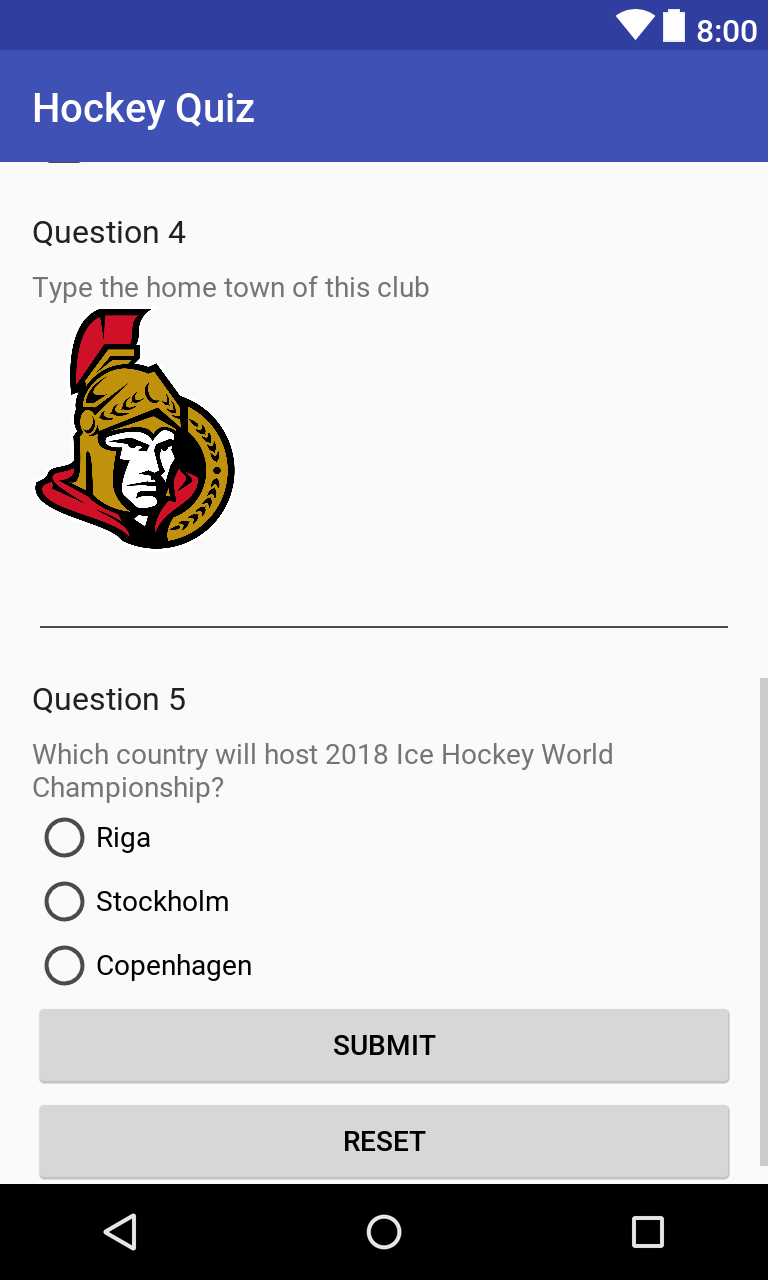 8:00
Hockey Quiz
Question 4
Type the home town of this club
Question 5
Which country will host 2018 Ice Hockey World
Championship?
Riga
Stockholm
Copenhagen
SUBMIT
RESET